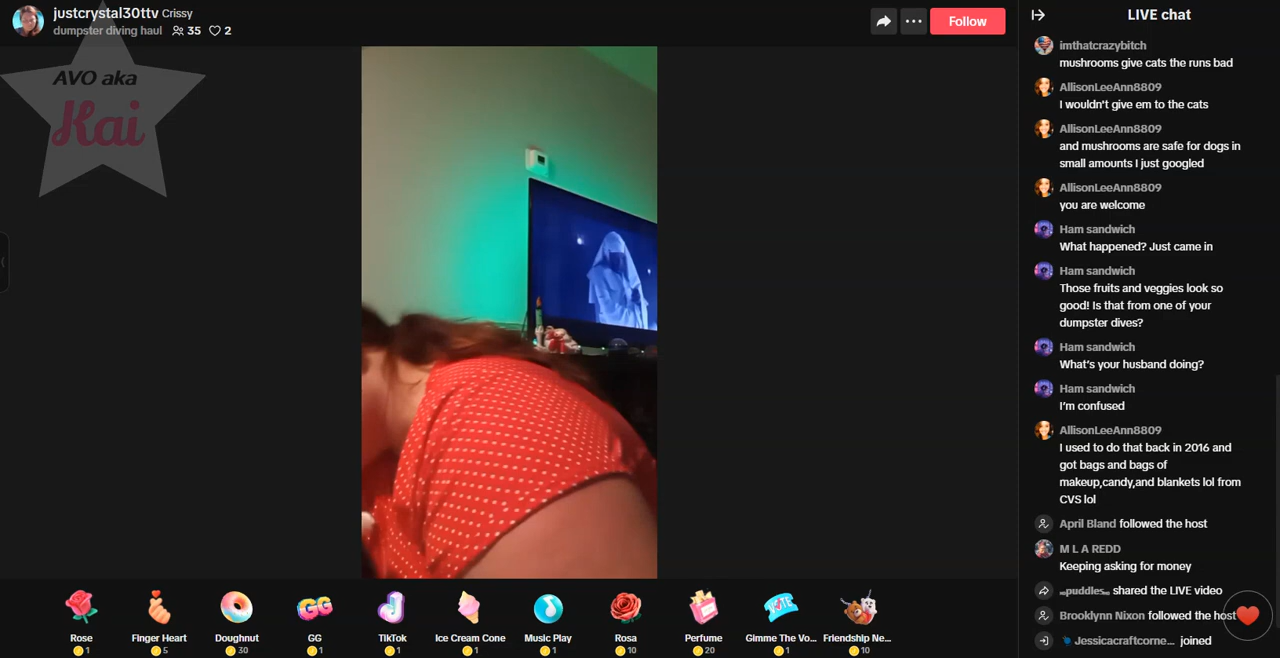 justcrystal30ttv Crissy
dumpster diving haul 35 2
Follow
LIVE chat
AVO aka
Kai
imthatcrazybitch
mushrooms give cats the runs bad
AllisonLeeAnn8809
I wouldn't give em to the cats
AllisonLeeAnn8809
and mushrooms are safe for dogs in
small amounts I just googled
AllisonLeeAnn8809
you are welcome
Ham sandwich
What happened? Just came in
Ham sandwich
Those fruits and veggies look so
good! Is that from one of your
dumpster dives?
Ham sandwich
What's your husband doing?
Ham sandwich
I'm confused
AllisonLeeAnn8809
I used to do that back in 2016 and
got bags and bags of
makeup,candy,and blankets lol from
CVS lol
April Bland followed the host
M L A REDD
Keeping asking for money
puddles shared the LIVE video
Brooklynn Nixon followed the host
Jessicacraftcorne... joined
GG
VOTE
Rose Finger Heart Doughnut GG TikTok Ice Cream Cone Music Play Rosa Perfume GImme The Vo... Friendship Ne...
1 5 30 1 1 1 1 10 20 1 10